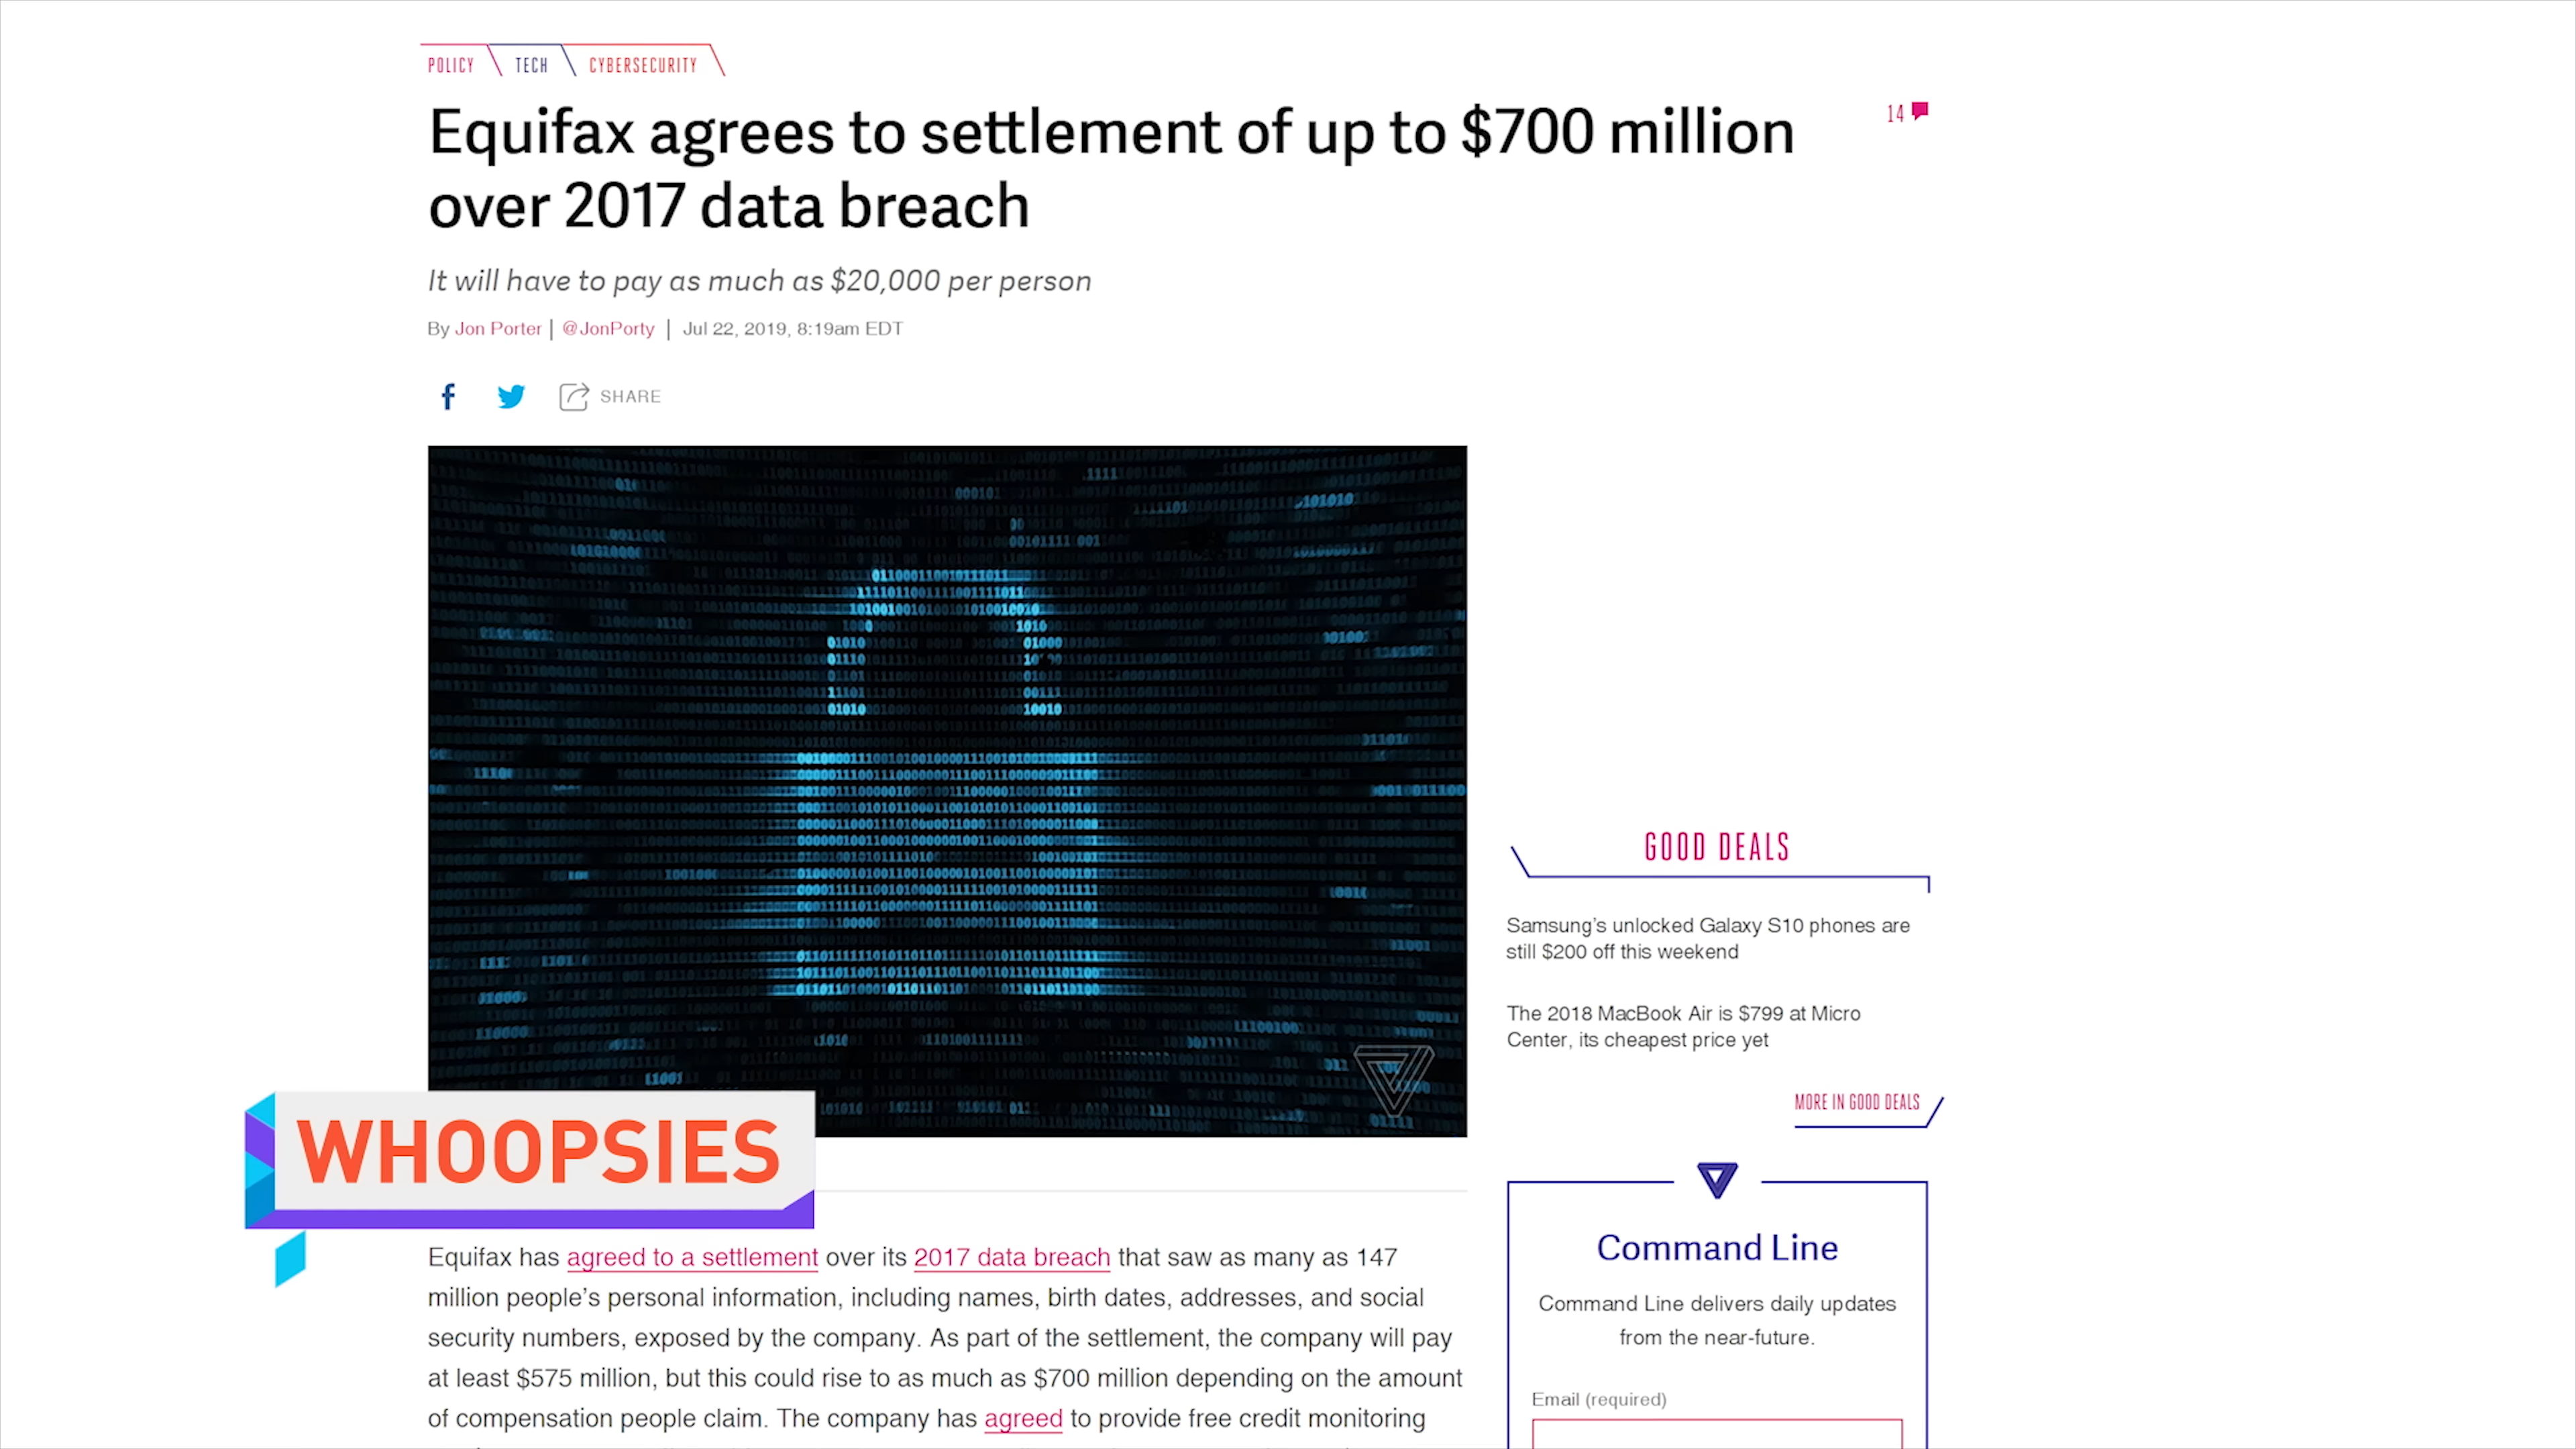 POLICY TECH CYBERSECURITY
Equifax agrees to settlement of up to $700 million
over 2017 data breach
14
It will have to pay as much as $20,000 per person
By Jon Porter | @JonPorty | Jul 22, 2019, 8:19am EDT
f SHARE
GOOD DEALS
Samsung’s unlocked Galaxy S10 phones are
still $200 off this weekend
The 2018 MacBook Air is $799 at Micro
Center, its cheapest price yet
MORE IN GOOD DEALS
WHOOPSIES
Equifax has agreed to a settlement over its 2017 data breach that saw as many as 147
million people’s personal information, including names, birth dates, addresses, and social
security numbers, exposed by the company. As part of the settlement, the company will pay
at least $575 million, but this could rise to as much as $700 million depending on the amount
of compensation people claim. The company has agreed to provide free credit monitoring
Command Line
Command Line delivers daily updates
from the near-future.
Email (required)